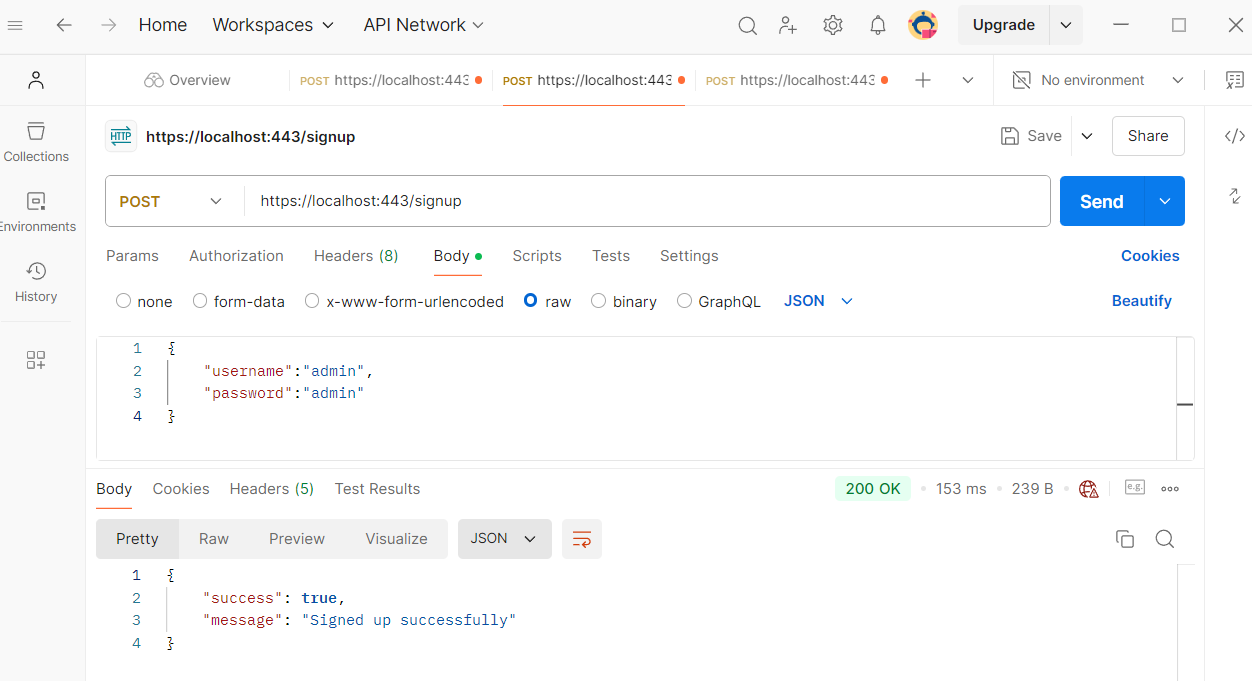 Home Workspaces API Network Upgrade
Overview POST https://localhost:443 POST https://localhost:443 POST https://localhost:443 No environment
HTTP https://localhost:443/signup Save Share
Collections
Environments
History
POST https://localhost:443/signup Send
Params Authorization Headers (8) Body Scripts Tests Settings Cookies
none form-data x-www-form-urlencoded raw binary GraphQL JSON Beautify
1 {
2 "username":"admin",
3 "password":"admin"
4 }
Body Cookies Headers (5) Test Results 200 OK 153 ms 239 B e.g.
Pretty Raw Preview Visualize JSON
1 {
2 "success": true,
3 "message": "Signed up successfully"
4 }